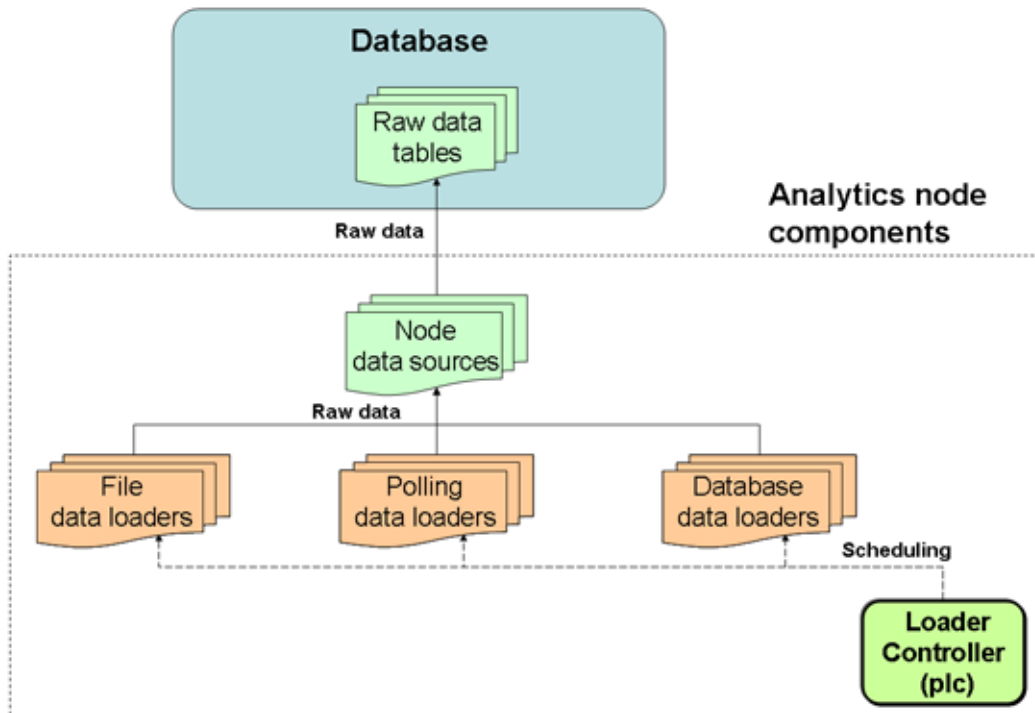 Database
Raw data
tables
Analytics node
components
Raw data
Node
data sources
Raw data
File
data loaders
Polling
data loaders
Database
data loaders
Scheduling
Loader
Controller
(plc)